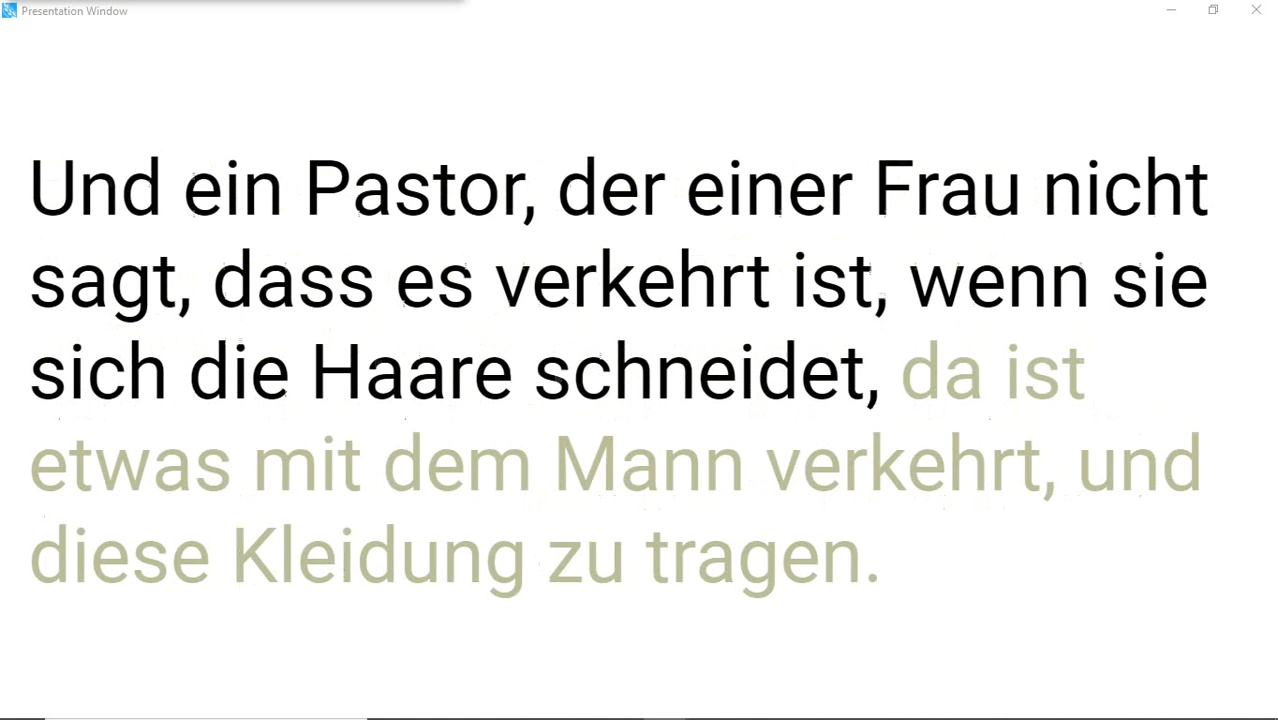 Presentation Window
Und ein Pastor, der einer Frau nicht
sagt, dass es verkehrt ist, wenn sie
sich die Haare schneidet, da ist
etwas mit dem Mann verkehrt, und
diese Kleidung zu tragen.